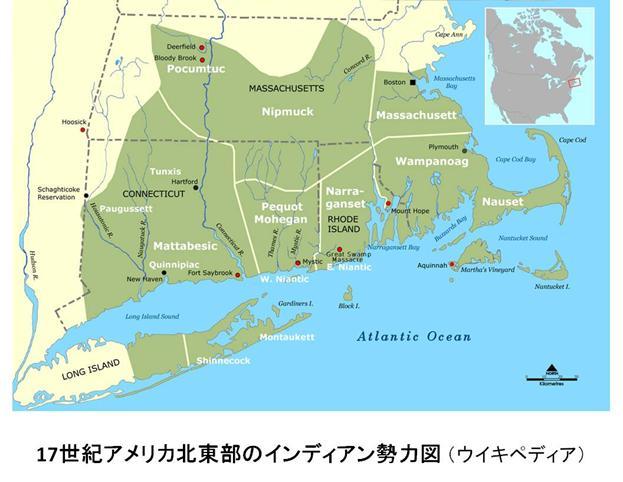 Cape Ann
Deerfield
Bloody Brook
Pocumtuc
Concord R.
MASSACHUSETTS
Boston
Massachusetts
Bay
Nipmuck
Massachusett
Hoosick
Plymouth
Cape Cod
Wampanoag
Cape Cod Bay
Tunxis
Hartford
Schaghticoke
Reservation
CONNECTICUT
Narra-
ganset
Pequot
Mohegan
Nauset
Paugussett
Housatonic R.
Naugatuck R.
Mount Hope
RHODE
ISLAND
Buzzards Bay
Nantucket Sound
Mattabesic
Connecticut R.
Thames R.
Mystic R.
Narragansett Bay
Hudson R.
Quinnipiac
Great Swamp
Massacre
Mystic
E. Niantic
Aquinnah
Martha's Vineyard
New Haven
Fort Saybrook
W. Niantic
Nantucket I.
Gardiners I.
Block I.
Long Island Sound
Montaukett
Atlantic Ocean
LONG ISLAND
Shinnecock
NORTH
Kilometres
17世紀アメリカ北東部のインディアン勢力図（ウイキペディア）